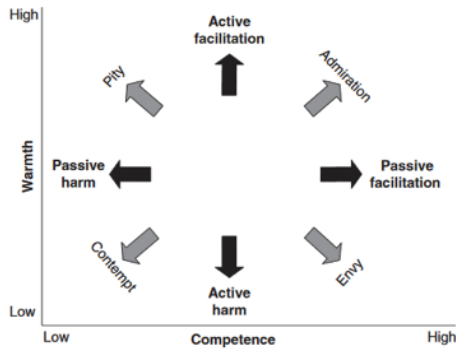 High
Active
facilitation
Pity
Admiration
Warmth
Passive
harm
Passive
facilitation
Contempt
Envy
Active
harm
Low
Low
Competence
High